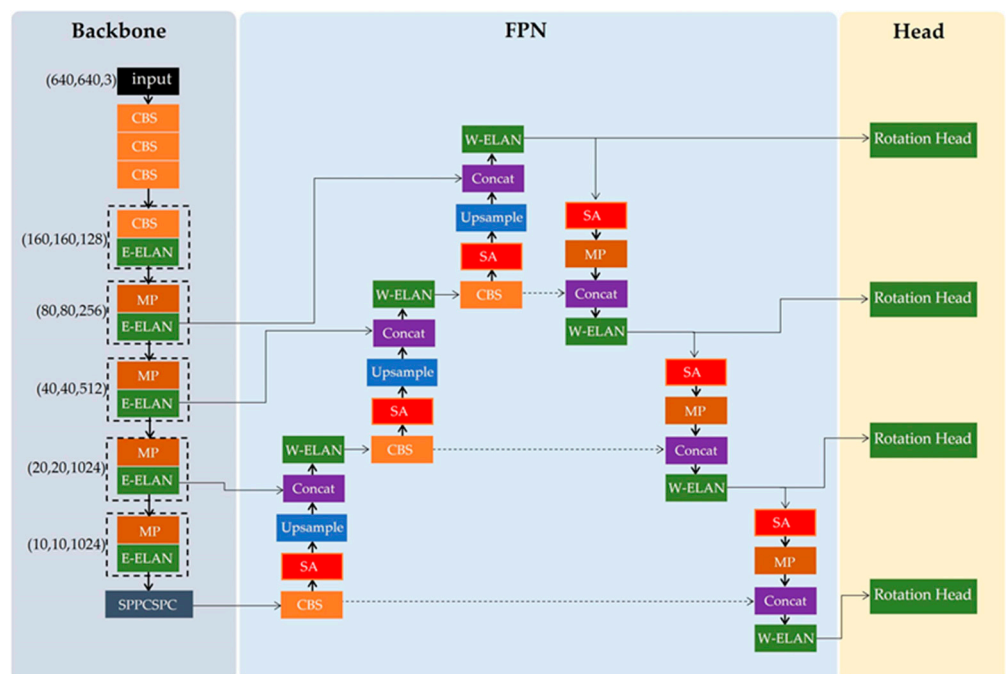 Backbone
(640,640,3)
input
CBS
CBS
CBS
CBS
(160,160,128)
E-ELAN
MP
(80,80,256)
E-ELAN
MP
(40,40,512)
E-ELAN
MP
(20,20,1024)
E-ELAN
MP
(10,10,1024)
E-ELAN
SPPCSPC
FPN
W-ELAN
Concat
Upsample
SA
CBS
W-ELAN
Concat
Upsample
SA
CBS
W-ELAN
Concat
Upsample
SA
CBS
SA
MP
Concat
W-ELAN
SA
MP
Concat
W-ELAN
SA
MP
Concat
W-ELAN
Head
Rotation Head
Rotation Head
Rotation Head
Rotation Head